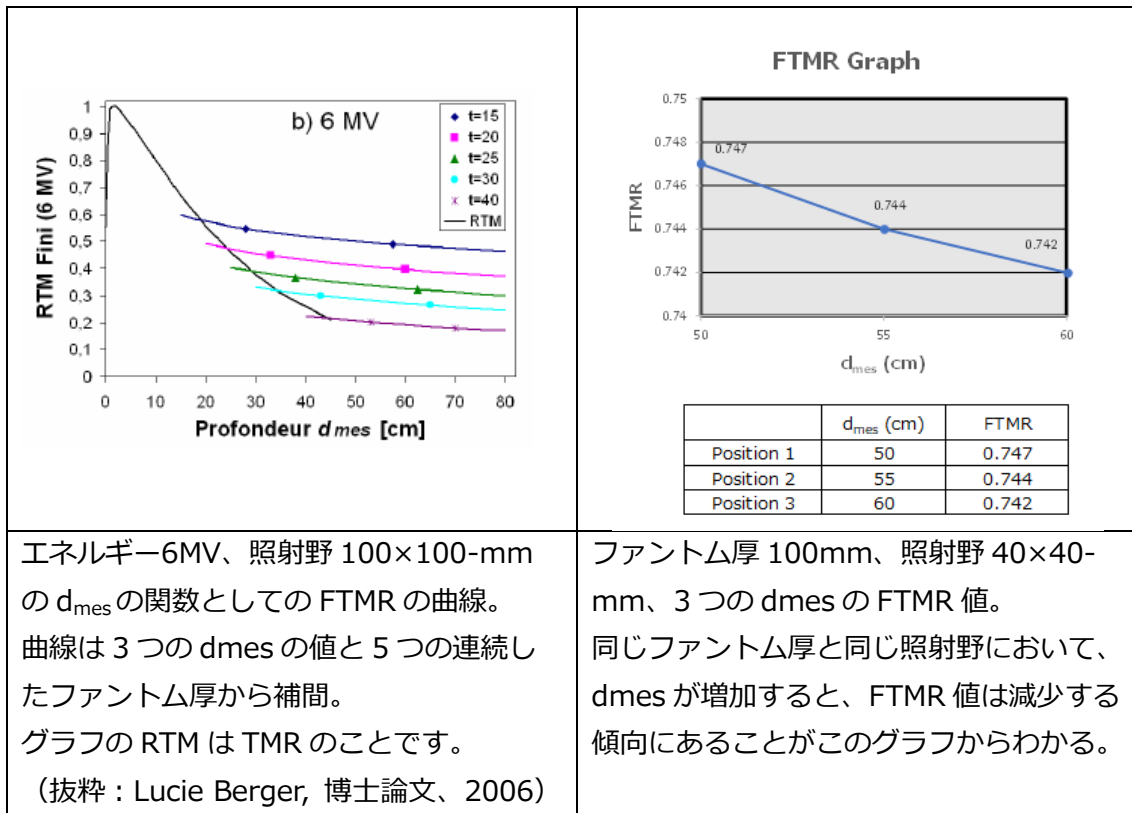 b) 6 MV
RTM Fini (6 MV)
1
0,9
0,8
0,7
0,6
0,5
0,4
0,3
0,2
0,1
0
0 10 20 30 40 50 60 70 80
Profondeur d mes [cm]
t=15
t=20
t=25
t=30
t=40
RTM
FTMR Graph
FTMR
0.75
0.748
0.746
0.744
0.742
0.74
0.747
0.744
0.742
50 55 60
dmes (cm)
dmes (cm) FTMR
Position 1 50 0.747
Position 2 55 0.744
Position 3 60 0.742
エネルギー6MV、照射野 100×100-mm
の dmes の関数としての FTMR の曲線。
曲線は 3 つの dmes の値と 5 つの連続し
たファントム厚から補間。
グラフの RTM は TMR のことです。
（抜粋：Lucie Berger, 博士論文、2006）
ファントム厚 100mm、照射野 40×40-
mm、3 つの dmes の FTMR 値。
同じファントム厚と同じ照射野において、
dmes が増加すると、FTMR 値は減少する
傾向にあることがこのグラフからわかる。